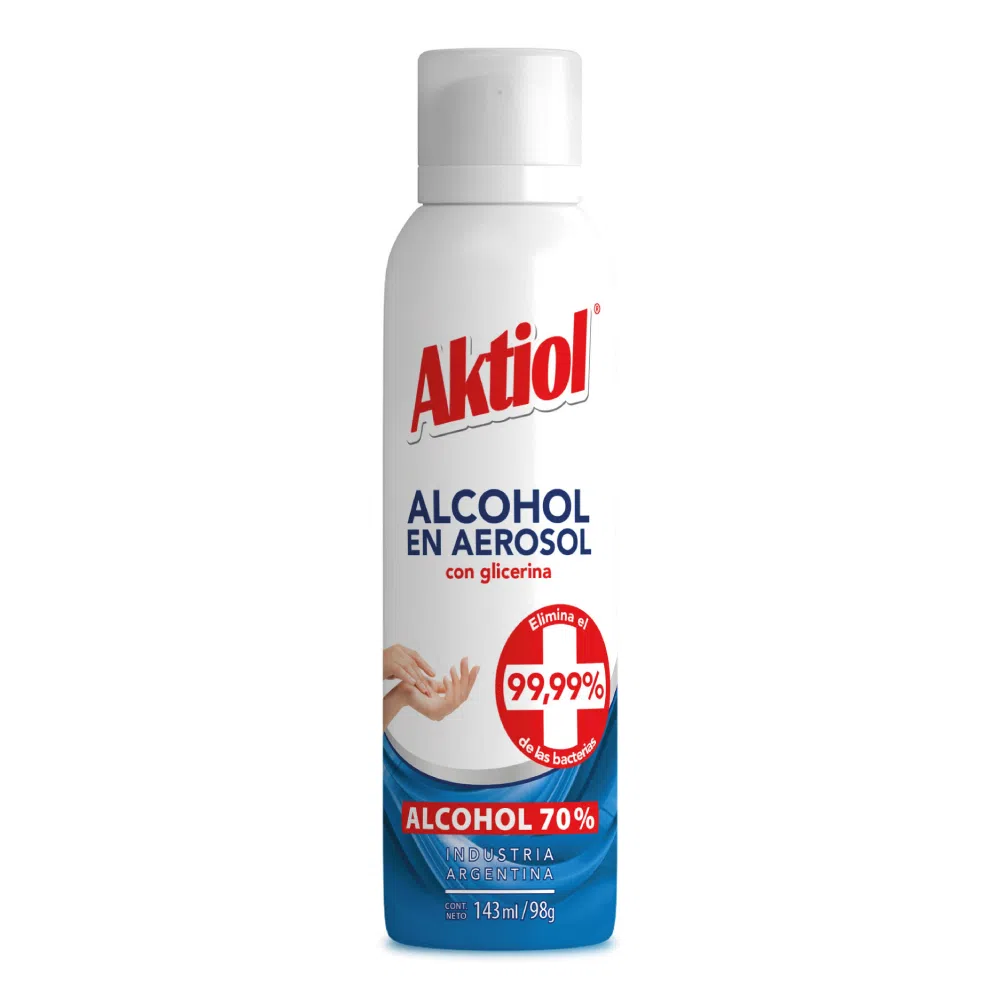 Aktiol®
ALCOHOL
EN AEROSOL
con glicerina
Elimina el
99,99%
de las bacterias
ALCOHOL 70%
INDUSTRIA
ARGENTINA
CONT.
NETO 143 ml/98g